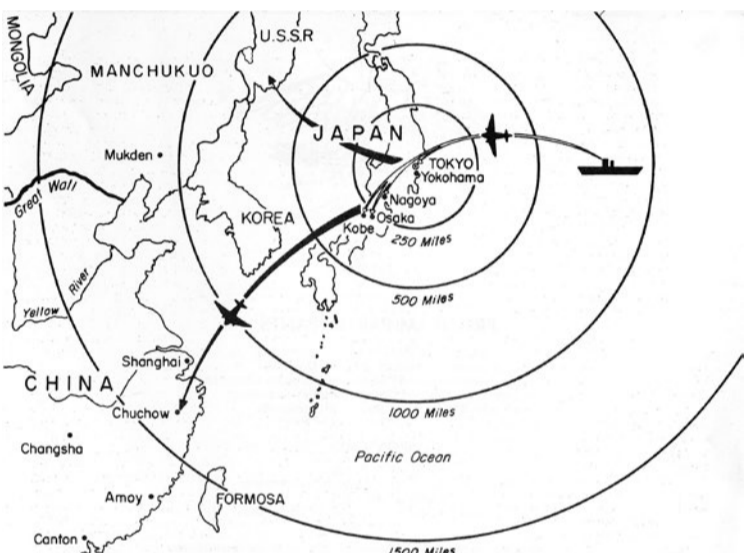 MONGOLIA
U.S.S.R
MANCHUKUO
JAPAN
Mukden
TOKYO
Yokohama
Great Wall
Nagoya
KOREA
Osaka
Kobe
250 Miles
Yellow River
500 Miles
Shanghai
CHINA
Chuchow
1000 Miles
Changsha
Pacific Ocean
Amoy
FORMOSA
Canton
1500 Miles